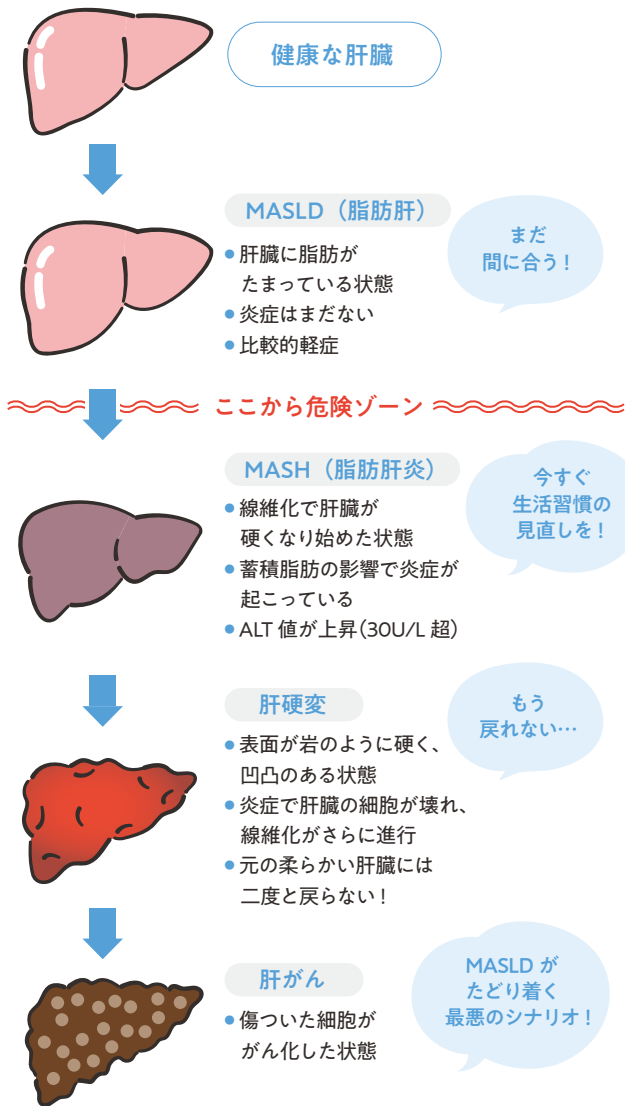 健康な肝臓
MASLD（脂肪肝）
● 肝臓に脂肪が
たまっている状態
● 炎症はまだない
● 比較的軽症
まだ
間に合う！
ここから危険ゾーン
MASH（脂肪肝炎）
● 線維化で肝臓が
硬くなり始めた状態
● 蓄積脂肪の影響で炎症が
起こっている
● ALT 値が上昇（30U/L 超）
今すぐ
生活習慣の
見直しを！
肝硬変
● 表面が岩のように硬く、
凹凸のある状態
● 炎症で肝臓の細胞が壊れ、
線維化がさらに進行
● 元の柔らかい肝臓には
二度と戻らない！
もう
戻れない…
肝がん
● 傷ついた細胞が
がん化した状態
MASLD が
たどり着く
最悪のシナリオ！